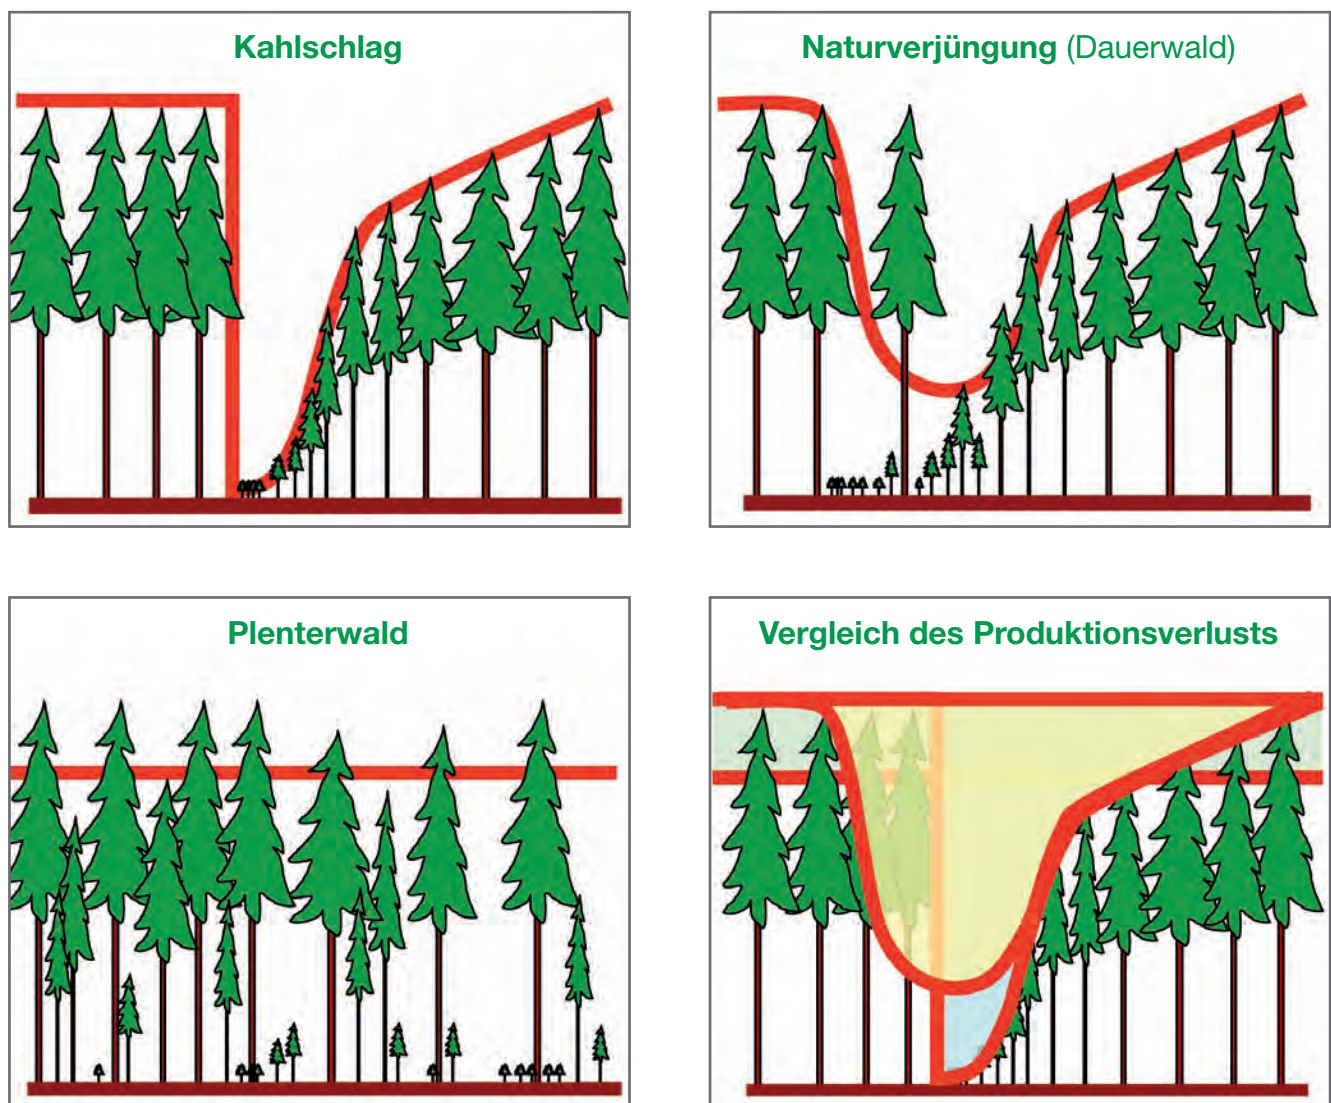 Kahlschlag
Naturverjüngung (Dauerwald)
Plenterwald
Vergleich des Produktionsverlusts